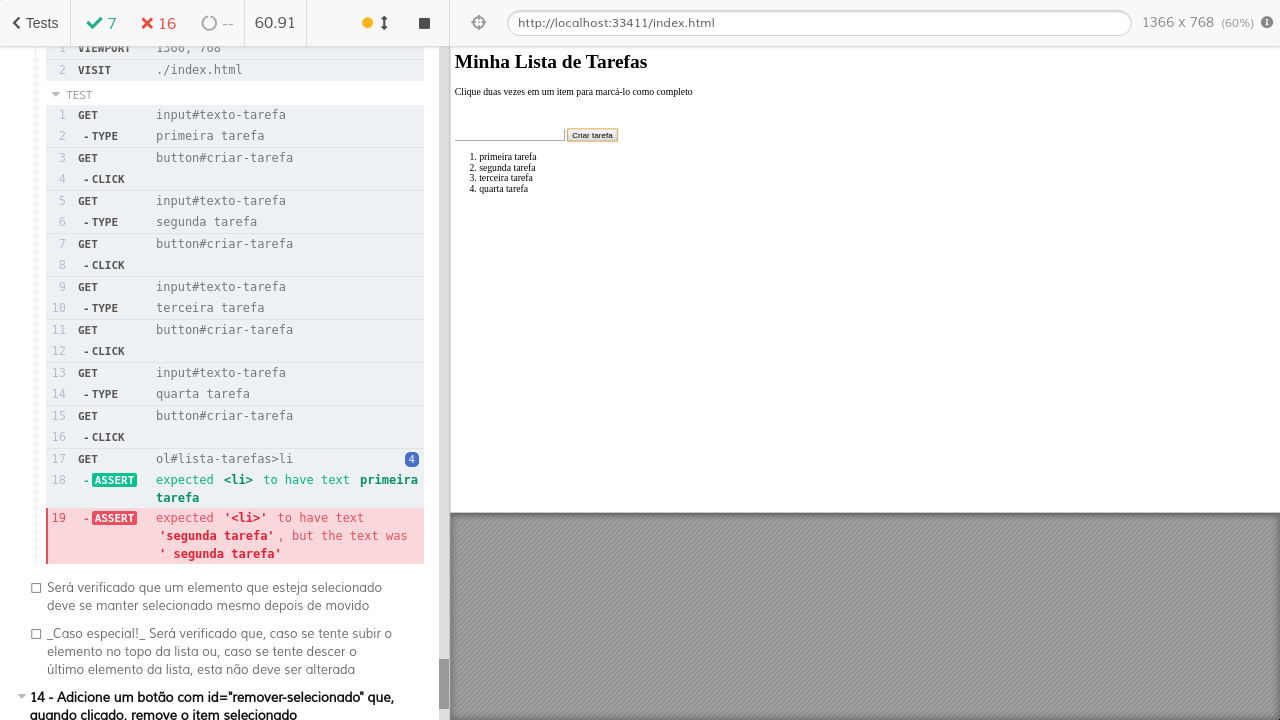 Tests 7 16 -- 60.91 http://localhost:33411/index.html 1366 x 768 (60%)
1 VIEWPORT 1366, 768
2 VISIT ./index.html
TEST
1 GET input#texto-tarefa
2 -TYPE primeira tarefa
3 GET button#criar-tarefa
4 -CLICK
5 GET input#texto-tarefa
6 -TYPE segunda tarefa
7 GET button#criar-tarefa
8 -CLICK
9 GET input#texto-tarefa
10 -TYPE terceira tarefa
11 GET button#criar-tarefa
12 -CLICK
13 GET input#texto-tarefa
14 -TYPE quarta tarefa
15 GET button#criar-tarefa
16 -CLICK
17 GET ol#lista-tarefas>li 4
18 -ASSERT expected <li> to have text primeira
tarefa
19 -ASSERT expected '<li>' to have text
'segunda tarefa', but the text was
' segunda tarefa'
Será verificado que um elemento que esteja selecionado
deve se manter selecionado mesmo depois de movido
_Caso especial!_ Será verificado que, caso se tente subir o
elemento no topo da lista ou, caso se tente descer o
último elemento da lista, esta não deve ser alterada
14 - Adicione um botão com id="remover-selecionado" que,
quando clicado, remove o item selecionado
Minha Lista de Tarefas
Clique duas vezes em um item para marcá-lo como completo
Criar tarefa
1. primeira tarefa
2. segunda tarefa
3. terceira tarefa
4. quarta tarefa